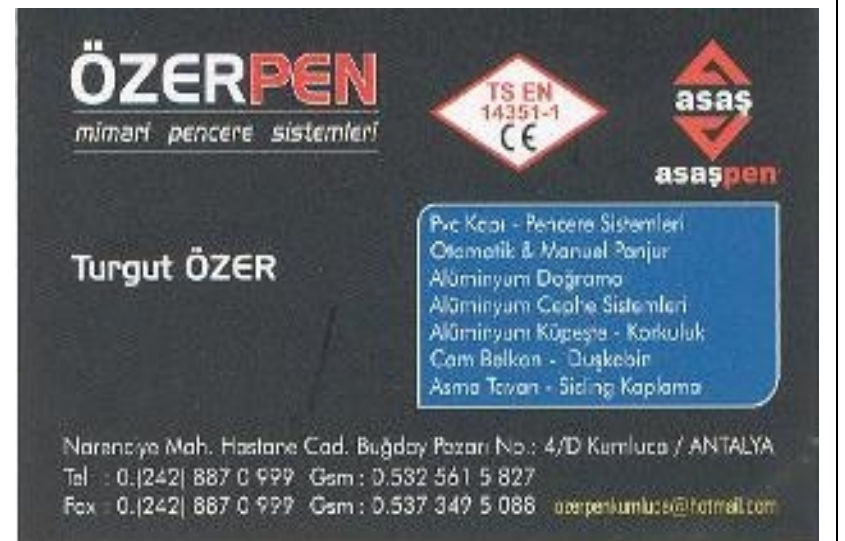 ÖZERPEN
mimari pencere sistemleri
TS EN
14351-1
CE
asaş
asaşpen
Turgut ÖZER
Pvc Kapı - Pencere Sistemleri
Otomatik & Manuel Panjur
Alüminyum Doğrama
Alüminyum Cephe Sistemleri
Alüminyum Küpeşte - Korkuluk
Cam Balkon - Duşkabin
Asma Tavan - Siding Kaplama
Narenciye Mah. Hastane Cad. Buğday Pazarı No.: 4/D Kumluca / ANTALYA
Tel : 0.(242) 887 0 999 Gsm : 0.532 561 5 827
Fax : 0.(242) 887 0 999 Gsm : 0.537 349 5 088 ozerpenkumluca@hotmail.com